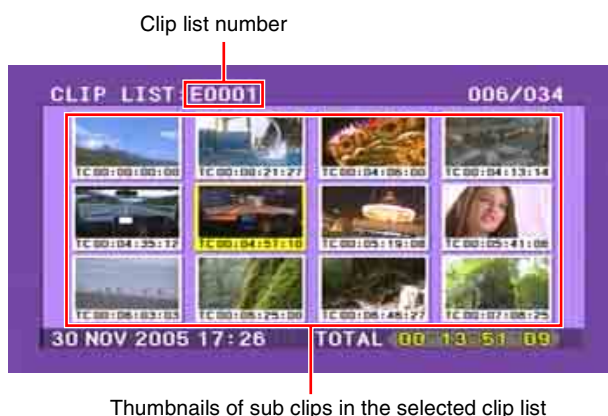 Clip list number
CLIP LIST:E0001 006/034
TC 00:00:00:00 TC 00:00:21:27 TC 00:04:06:00 TC 00:04:13:14
TC 00:04:35:12 TC 00:04:57:10 TC 00:05:19:08 TC 00:05:41:06
TC 00:06:03:03 TC 00:06:25:00 TC 00:06:46:27 TC 00:07:08:25
30 NOV 2005 17:26 TOTAL 00 13 51 09
Thumbnails of sub clips in the selected clip list